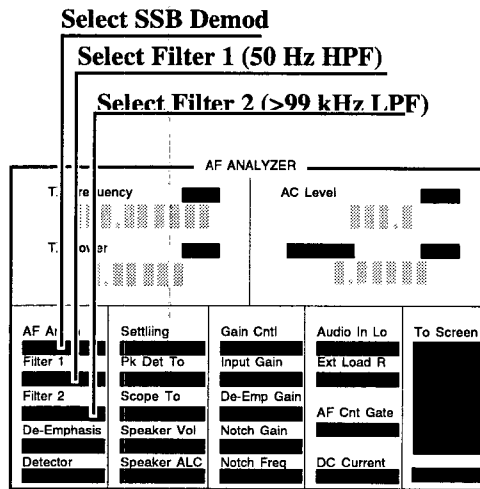 Select SSB Demod
Select Filter 1 (50 Hz HPF)
Select Filter 2 (>99 kHz LPF)
AF ANALYZER
AC Level
AF
Settliing
Gain Cntl
Audio In Lo
To Screen
Filter 1
Pk Det To
Input Gain
Ext Load R
Filter 2
Scope To
De-Emp Gain
AF Cnt Gate
De-Emphasis
Speaker Vol
Notch Gain
Detector
Speaker ALC
Notch Freq
DC Current